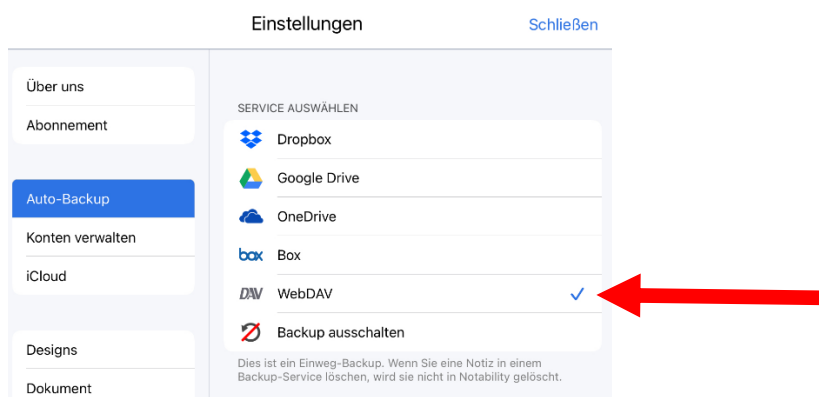 Einstellungen
Schließen
Über uns
Abonnement
Auto-Backup
Konten verwalten
iCloud
Designs
Dokument
SERVICE AUSWÄHLEN
Dropbox
Google Drive
OneDrive
box Box
DAV WebDAV
Backup ausschalten
Dies ist ein Einweg-Backup. Wenn Sie eine Notiz in einem
Backup-Service löschen, wird sie nicht in Notability gelöscht.